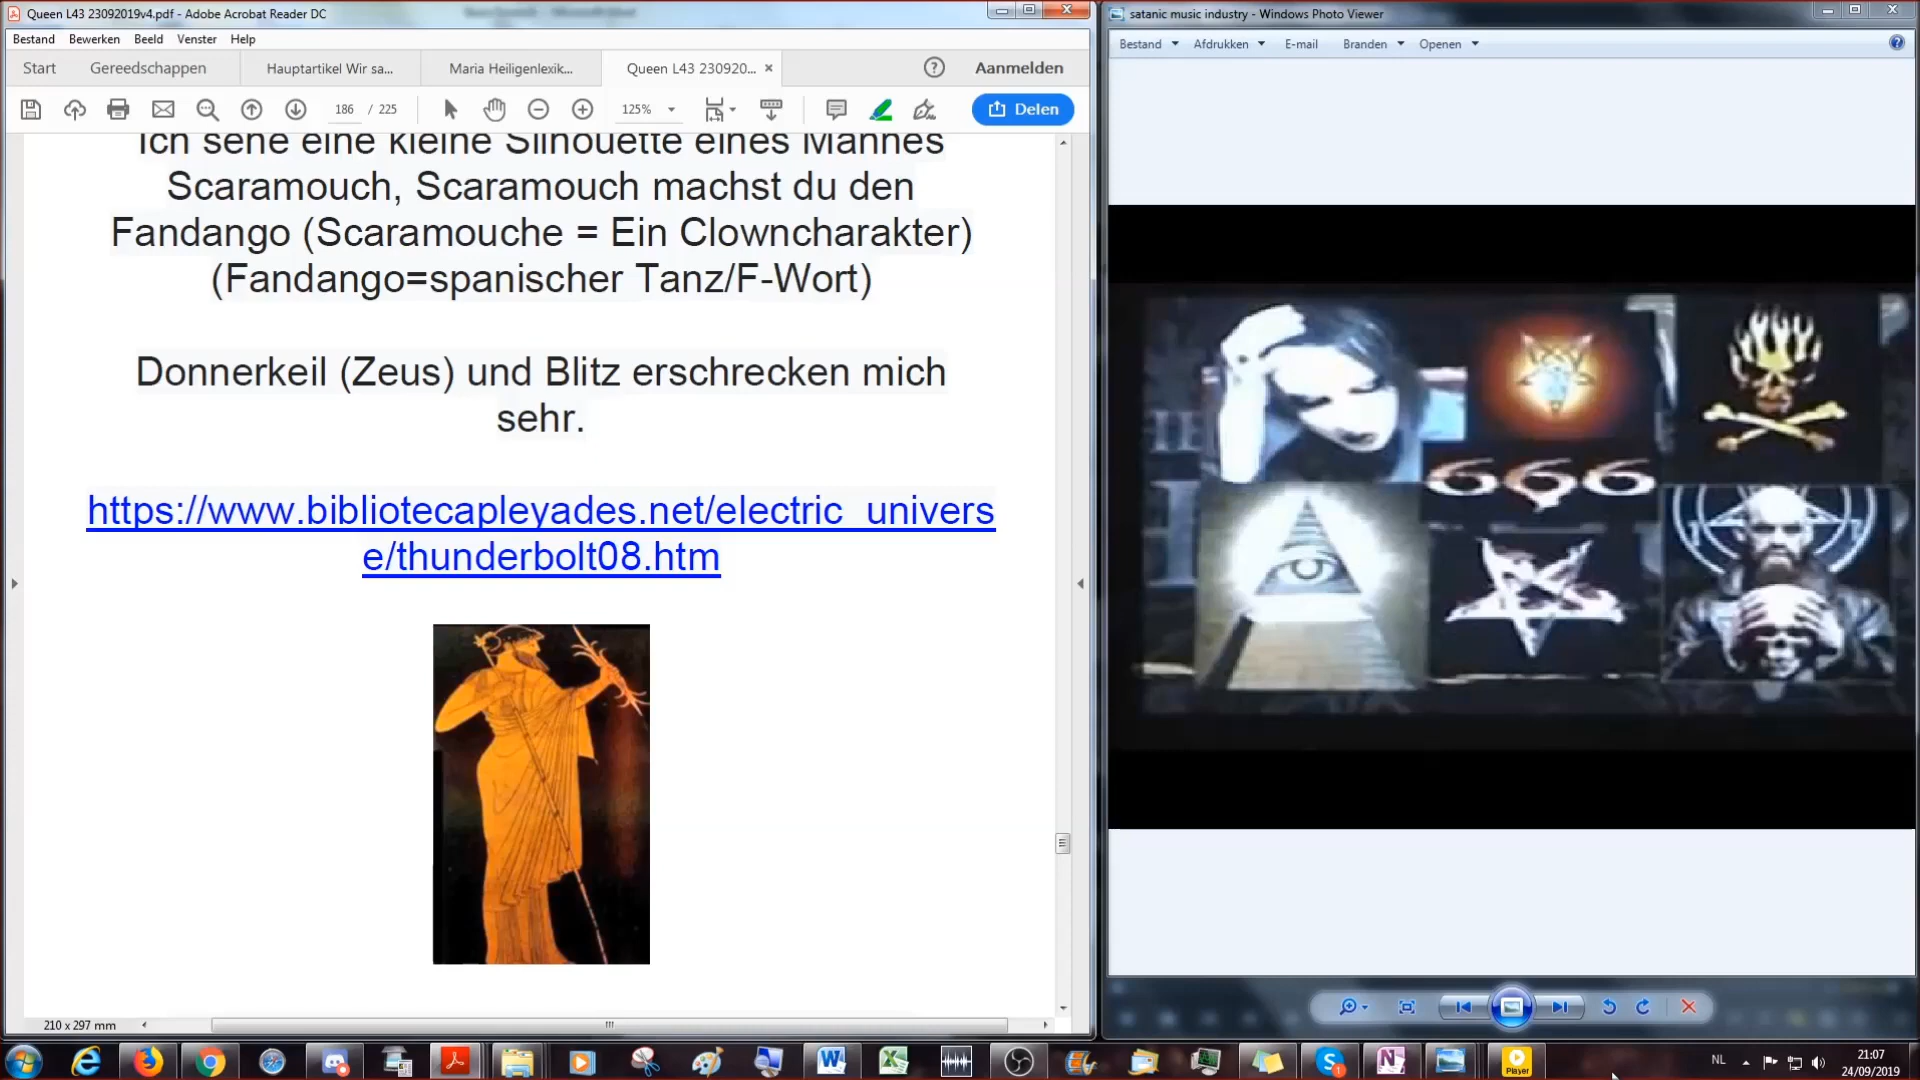 Queen L43 23092019v4.pdf - Adobe Acrobat Reader DC
Bestand Bewerken Beeld Venster Help
Start Gereedschappen Hauptartikel Wir sa... Maria Heiligenlexik... Queen L43 230920... × Aanmelden
186 / 225 125% Delen
Ich sehe eine kleine Silhouette eines Mannes
Scaramouch, Scaramouch machst du den
Fandango (Scaramouche = Ein Clowncharakter)
(Fandango=spanischer Tanz/F-Wort)
Donnerkeil (Zeus) und Blitz erschrecken mich
sehr.
https://www.bibliotecapleyades.net/electric_univers
e/thunderbolt08.htm
210 x 297 mm
satanic music industry - Windows Photo Viewer
Bestand Afdrukken E-mail Branden Openen
666
Player
NL
21:07
24/09/2019